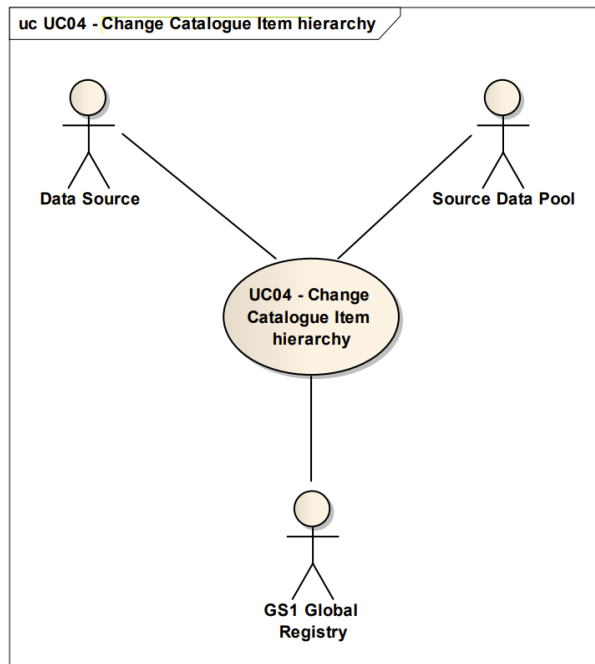 uc UC04 - Change Catalogue Item hierarchy
Data Source
Source Data Pool
UC04 - Change
Catalogue Item
hierarchy
GS1 Global
Registry